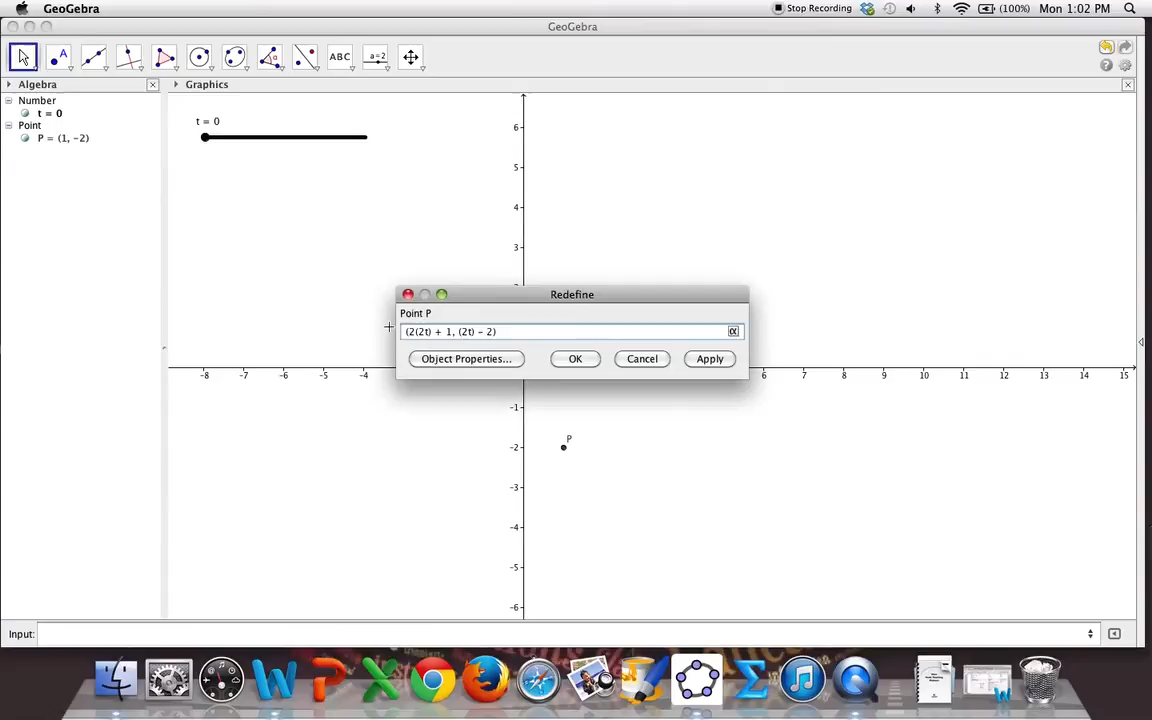 GeoGebra
Stop Recording
(100%)
Mon 1:02 PM
GeoGebra
A
α
ABC
a=2
Algebra
Graphics
Number
t = 0
Point
P = (1, -2)
t = 0
6
5
4
3
Redefine
Point P
(2(2t) + 1, (2t) – 2)
α
Object Properties...
OK
Cancel
Apply
-8 -7 -6 -5 -4 6 7 8 9 10 11 12 13 14 15
-1
P
-2
-3
-4
-5
-6
Input:
W P X
W